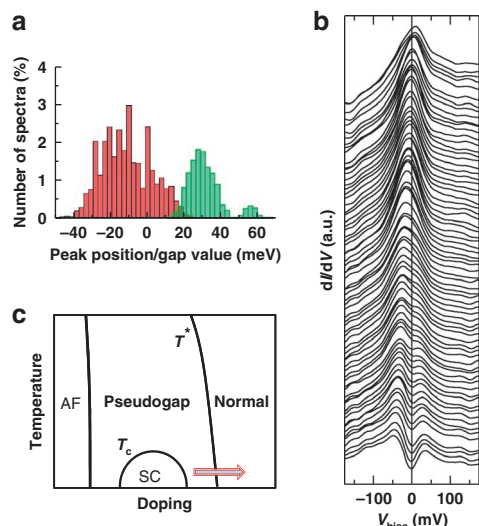 a
Number of spectra (%)
4
3
2
1
0
−40 −20 0 20 40 60
Peak position/gap value (meV)
b
dI/dV (a.u.)
−100 0 100
(mV)
c
Temperature
AF
Pseudogap
T*
Normal
Tc
SC
Doping